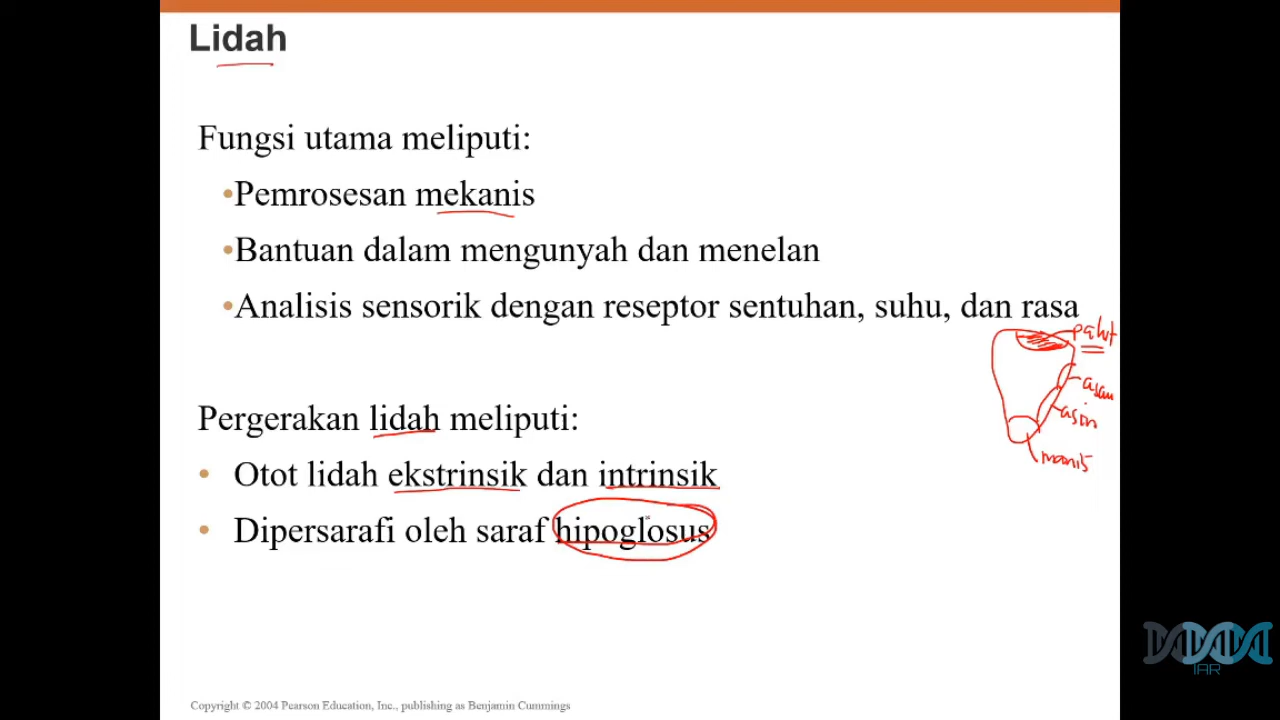 Lidah
Fungsi utama meliputi:
•Pemrosesan mekanis
•Bantuan dalam mengunyah dan menelan
•Analisis sensorik dengan reseptor sentuhan, suhu, dan rasa
pahit
asam
asin
manis
Pergerakan lidah meliputi:
• Otot lidah ekstrinsik dan intrinsik
• Dipersarafi oleh saraf hipoglosus
IAR
Copyright © 2004 Pearson Education, Inc., publishing as Benjamin Cummings